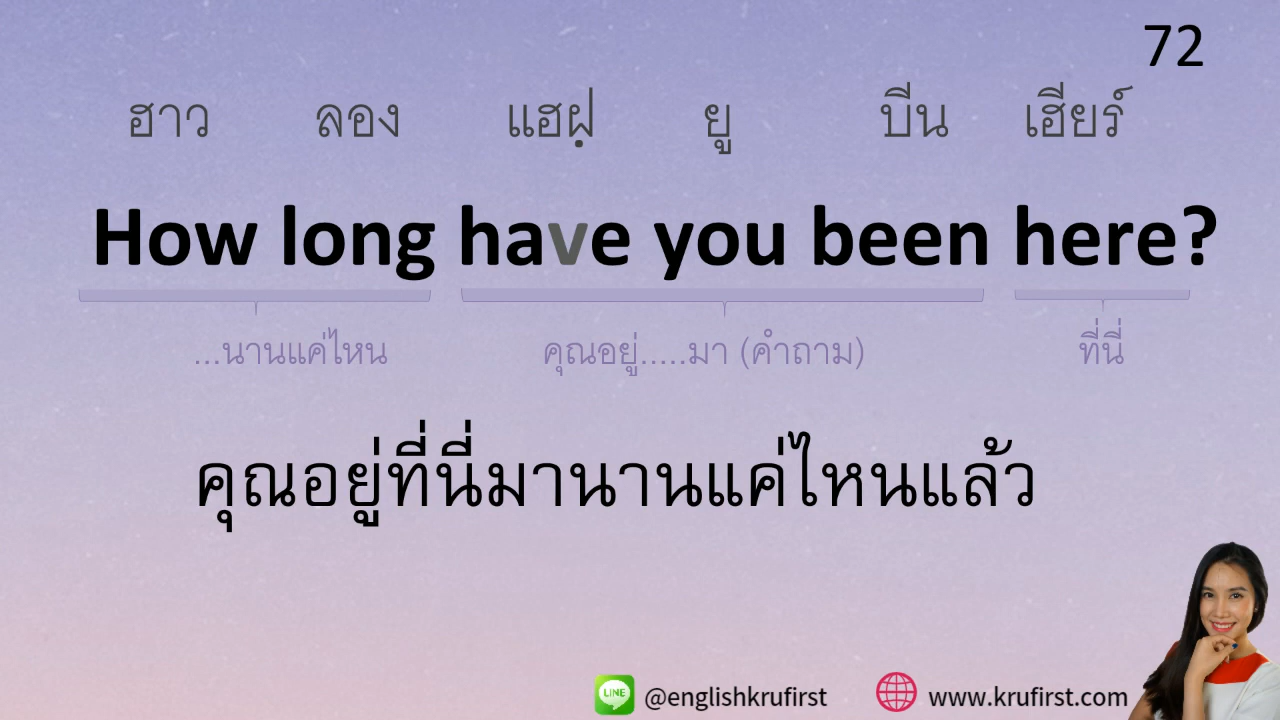 72
ฮาว ลอง แฮฝฺ ยู บีน เฮียร์
How long have you been here?
...นานแค่ไหน คุณอยู่.....มา (คำถาม) ที่นี่
คุณอยู่ที่นี่มานานแค่ไหนแล้ว
LINE @englishkrufirst www.krufirst.com